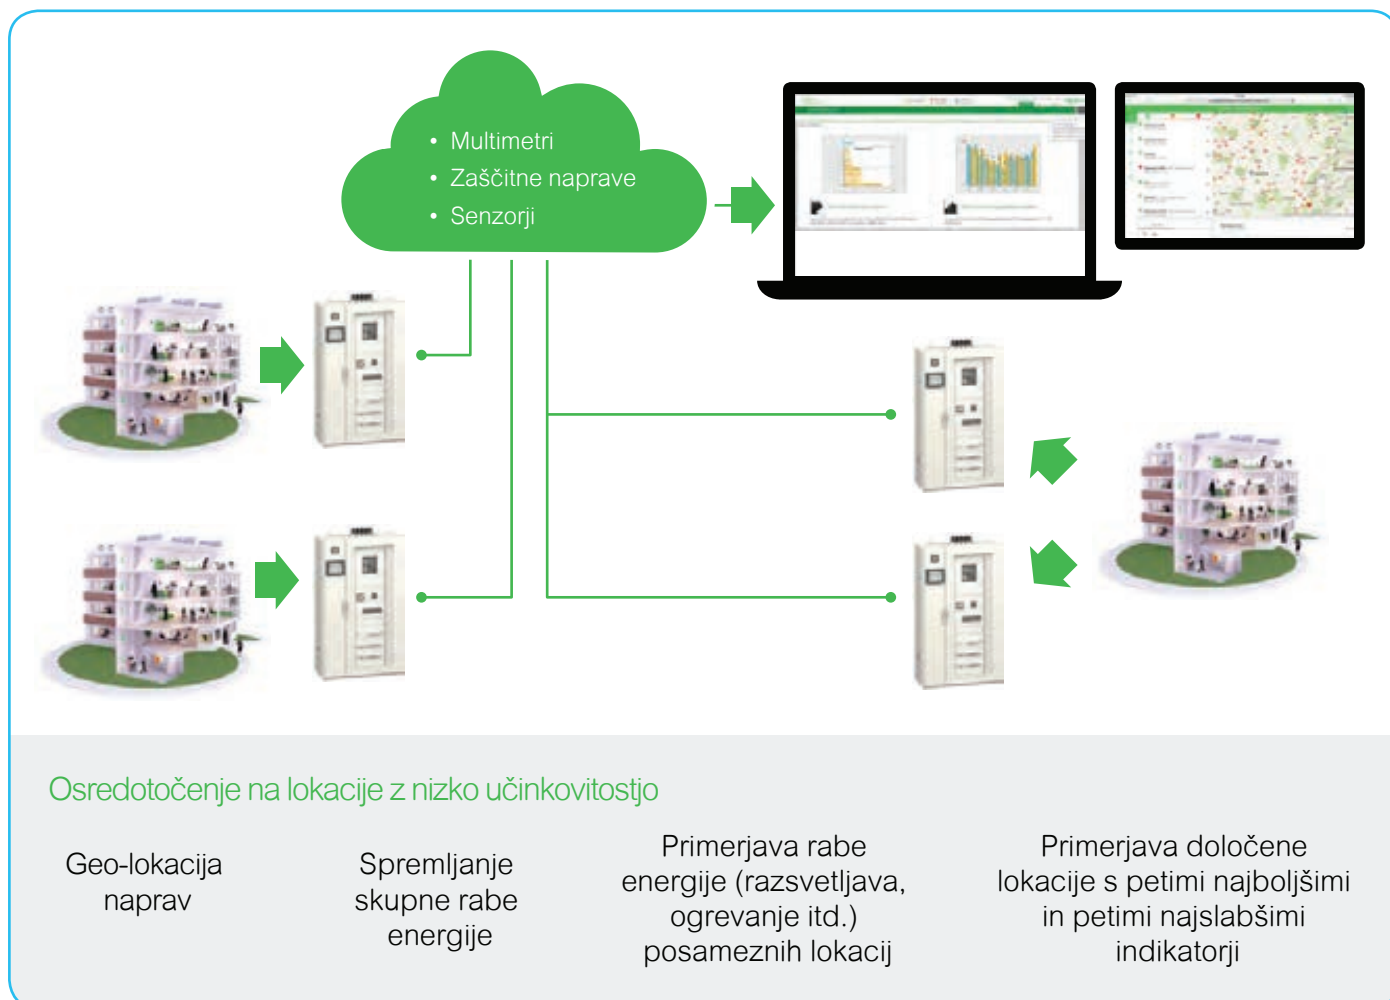 • Multimetri
• Zaščitne naprave
• Senzorji
Osredotočenje na lokacije z nizko učinkovitostjo
Geo-lokacija
naprav
Spremljanje
skupne rabe
energije
Primerjava rabe
energije (razsvetljava,
ogrevanje itd.)
posameznih lokacij
Primerjava določene
lokacije s petimi najboljšimi
in petimi najslabšimi
indikatorji